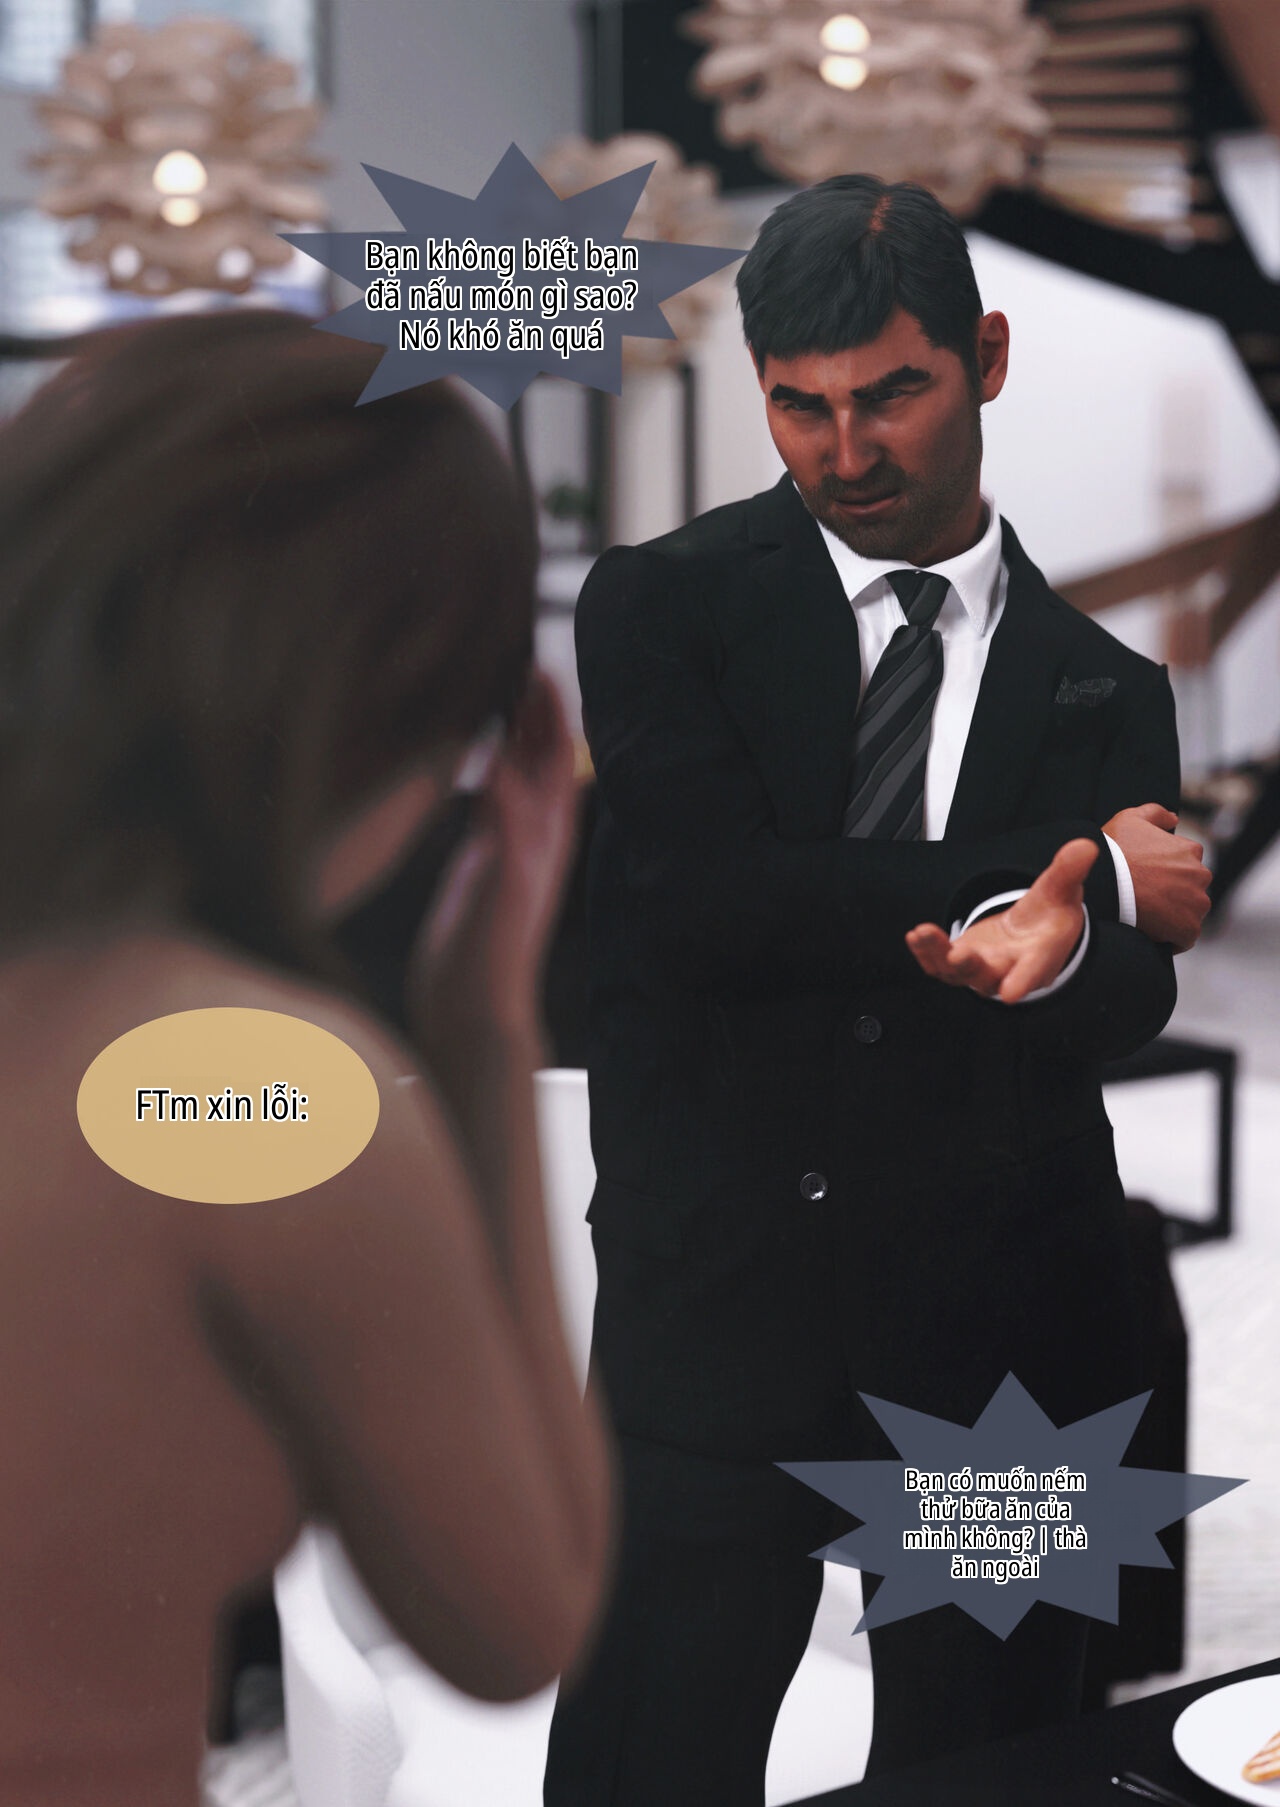 Bạn không biết bạn
đã nấu món gì sao?
Nó khó ăn quá
FTm xin lỗi:
Bạn có muốn nếm
thử bữa ăn của
mình không? | thà
ăn ngoài